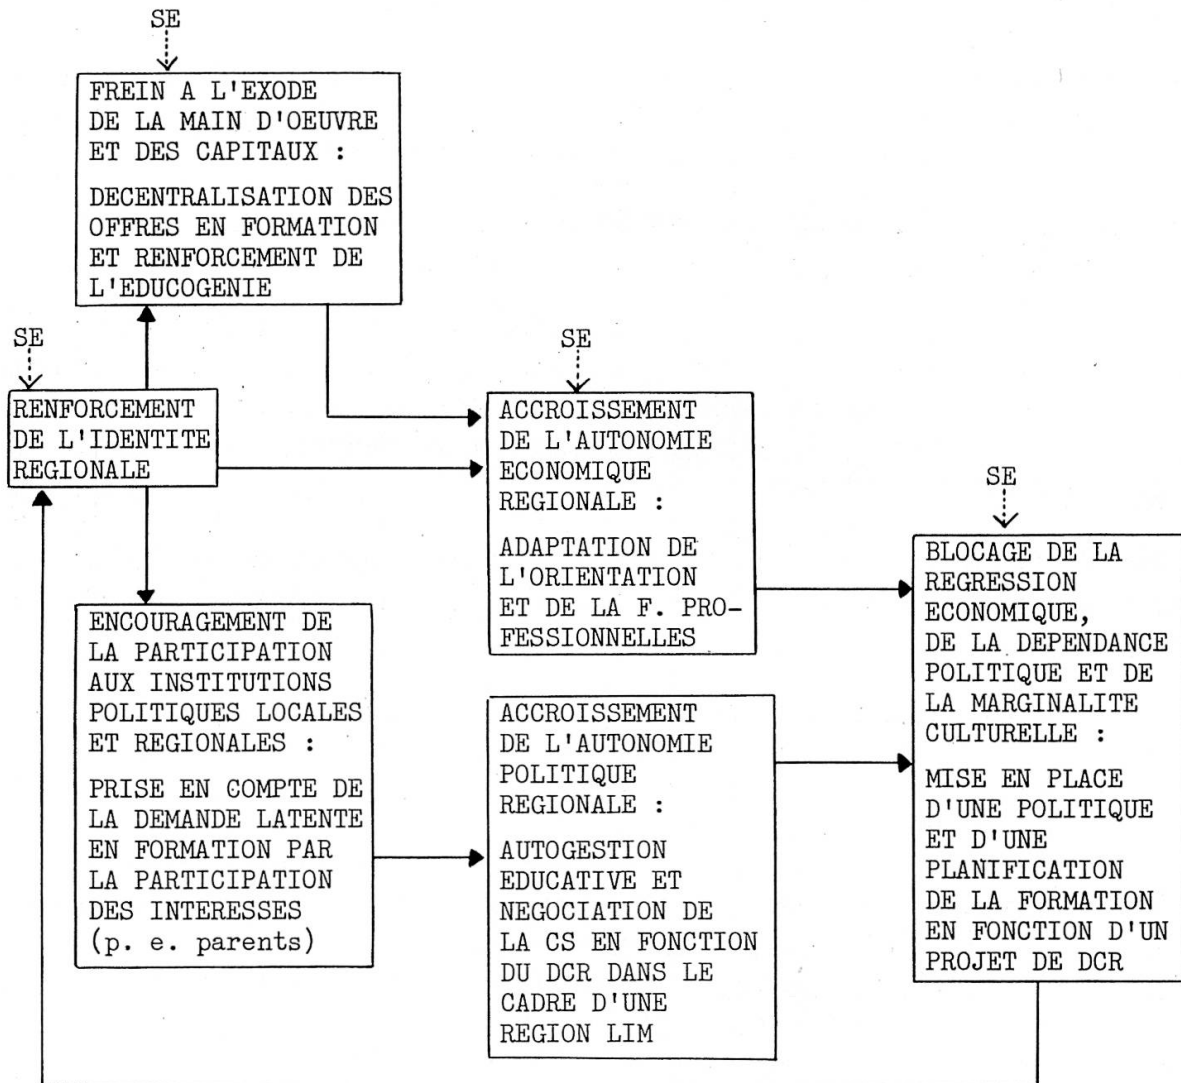 SE
FREIN A L'EXODE
DE LA MAIN D'OEUVRE
ET DES CAPITAUX :
DECENTRALISATION DES
OFFRES EN FORMATION
ET RENFORCEMENT DE
L'EDUCOGENIE
SE
RENFORCEMENT
DE L'IDENTITE
REGIONALE
ENCOURAGEMENT DE
LA PARTICIPATION
AUX INSTITUTIONS
POLITIQUES LOCALES
ET REGIONALES :
PRISE EN COMPTE DE
LA DEMANDE LATENTE
EN FORMATION PAR
LA PARTICIPATION
DES INTERESSES
(p. e. parents)
SE
ACCROISSEMENT
DE L'AUTONOMIE
ECONOMIQUE
REGIONALE :
ADAPTATION DE
L'ORIENTATION
ET DE LA F. PRO-
FESSIONNELLES
ACCROISSEMENT
DE L'AUTONOMIE
POLITIQUE
REGIONALE :
AUTOGESTION
EDUCATIVE ET
NEGOCIATION DE
LA CS EN FONCTION
DU DCR DANS LE
CADRE D'UNE
REGION LIM
SE
BLOCAGE DE LA
REGRESSION
ECONOMIQUE,
DE LA DEPENDANCE
POLITIQUE ET DE
LA MARGINALITE
CULTURELLE :
MISE EN PLACE
D'UNE POLITIQUE
ET D'UNE
PLANIFICATION
DE LA FORMATION
EN FONCTION D'UN
PROJET DE DCR